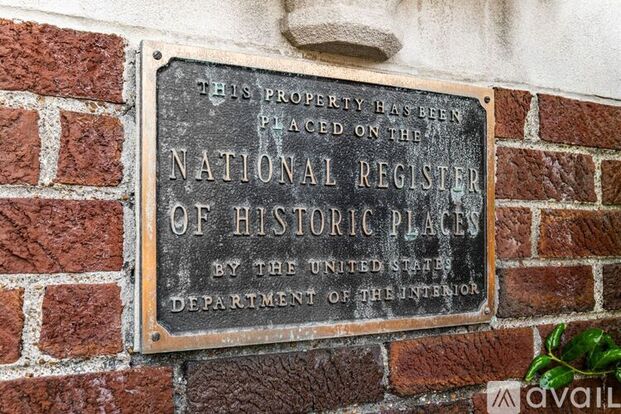 THIS PROPERTY HAS BEEN
PLACED ON THE
NATIONAL REGISTER
OF HISTORIC PLACES
BY THE UNITED STATES
DEPARTMENT OF THE INTERIOR
avail